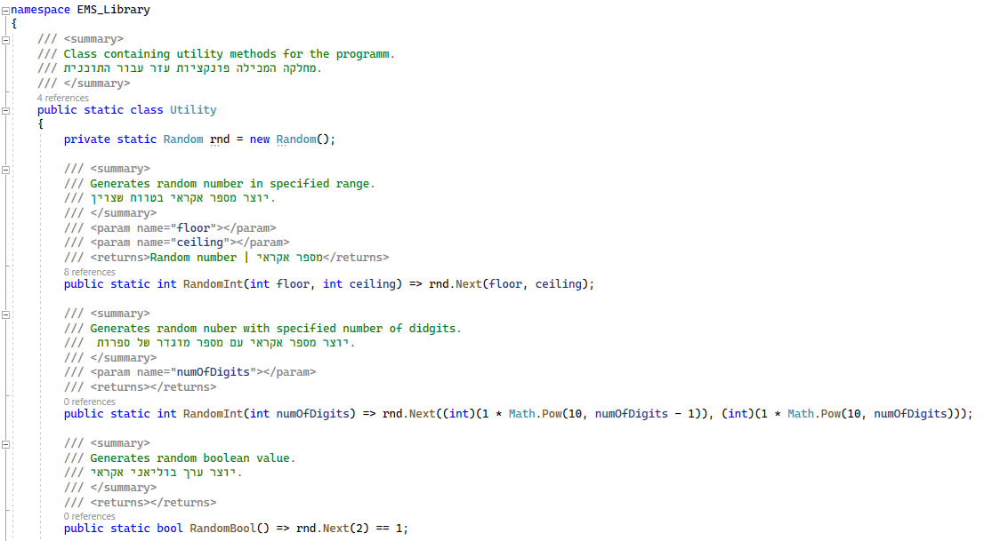 namespace EMS_Library
{
/// <summary>
/// Class containing utility methods for the programm.
/// מחלקה המכילה פונקציות עזר עבור התוכנית.
/// </summary>
4 references
public static class Utility
{
private static Random rnd = new Random();
/// <summary>
/// Generates random number in specified range.
/// יוצר מספר אקראי בטווח שצוין.
/// </summary>
/// <param name="floor"></param>
/// <param name="ceiling"></param>
/// <returns>Random number | מספר אקראי</returns>
8 references
public static int RandomInt(int floor, int ceiling) => rnd.Next(floor, ceiling);
/// <summary>
/// Generates random nuber with specified number of didgits.
/// יוצר מספר אקראי עם מספר מוגדר של ספרות.
/// </summary>
/// <param name="numOfDigits"></param>
/// <returns></returns>
0 references
public static int RandomInt(int numOfDigits) => rnd.Next((int)(1 * Math.Pow(10, numOfDigits - 1)), (int)(1 * Math.Pow(10, numOfDigits)));
/// <summary>
/// Generates random boolean value.
/// יוצר ערך בוליאני אקראי.
/// </summary>
/// <returns></returns>
0 references
public static bool RandomBool() => rnd.Next(2) == 1;